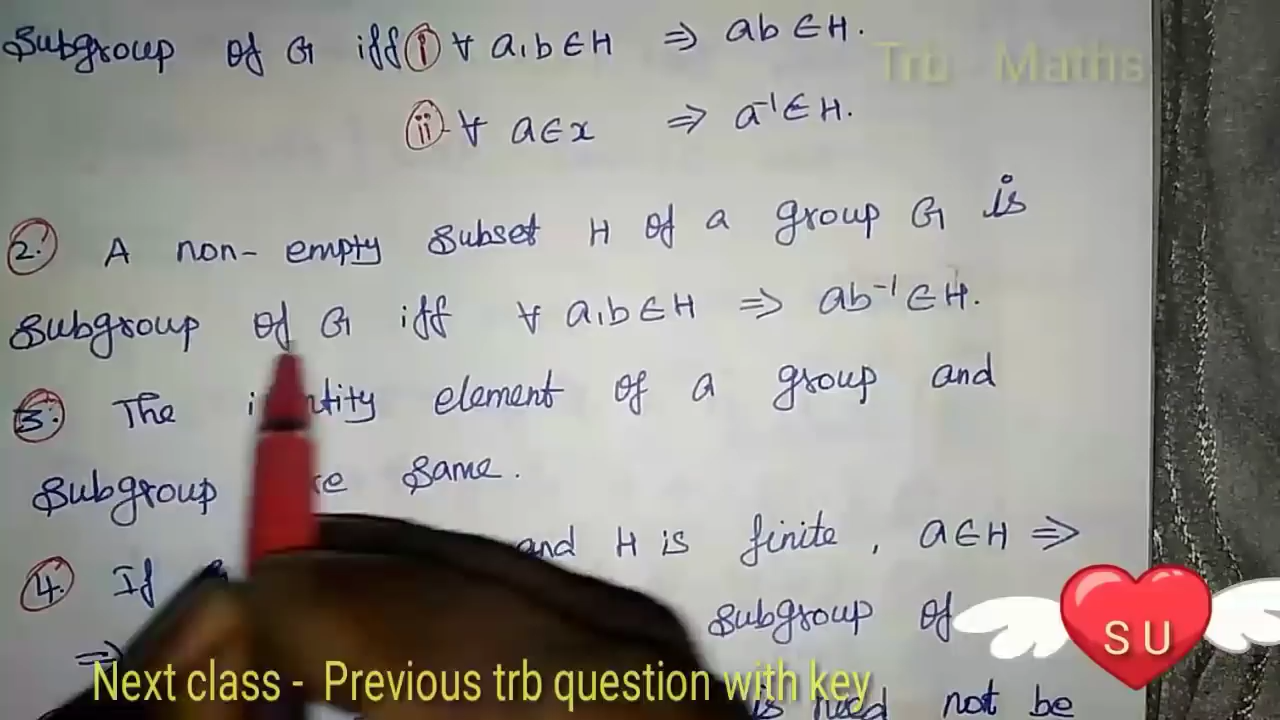 Subgroup of G iff (i) ∀ a,b ∈ H ⇒ ab ∈ H.
Trb Maths
(ii) ∀ a ∈ x ⇒ a⁻¹ ∈ H.
2. A non-empty subset H of a group G is
Subgroup of G iff ∀ a,b ∈ H ⇒ ab⁻¹ ∈ H.
3. The element of a group and
Subgroup same.
4. If and H is finite, a ∈ H ⇒
⇒ subgroup of
S U
Next class - Previous trb question with key
need not be